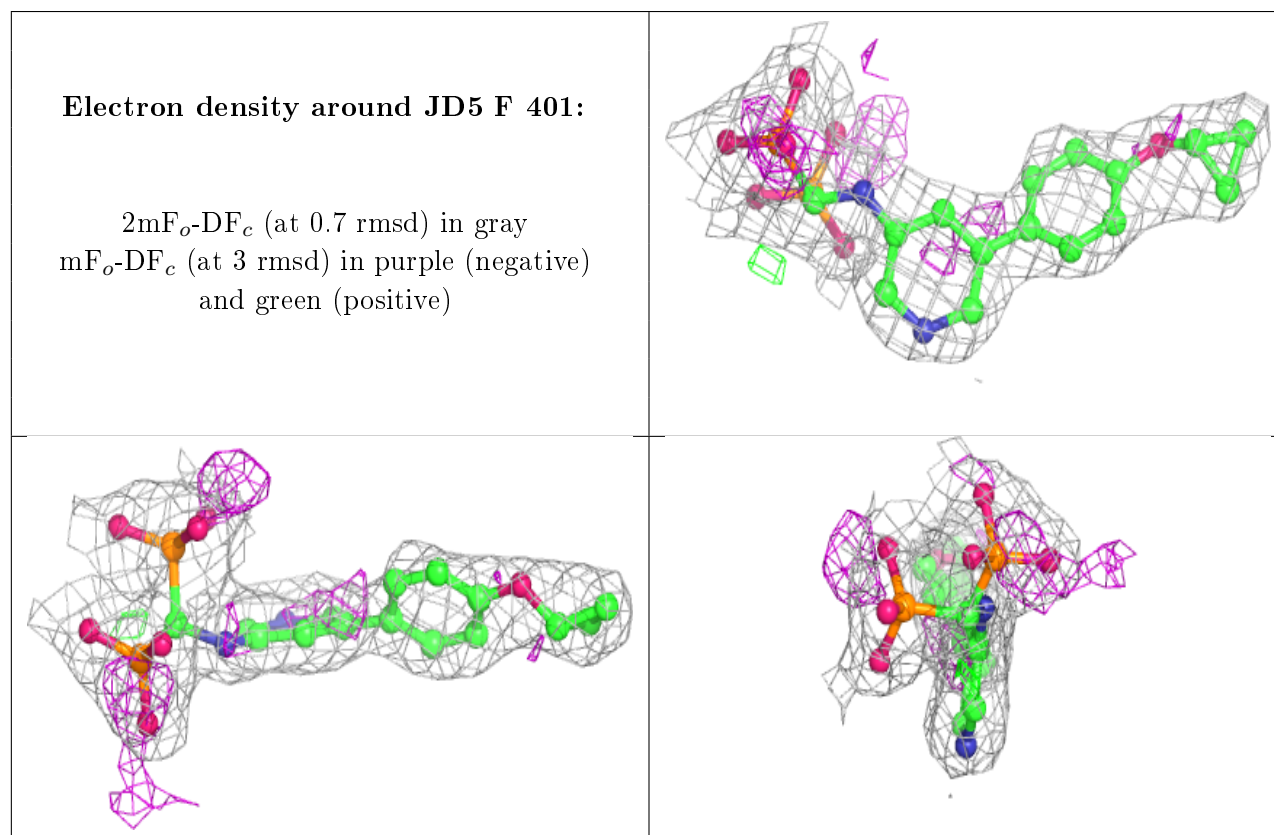 Electron density around JD5 F 401:
2mFo-DFc (at 0.7 rmsd) in gray
mFo-DFc (at 3 rmsd) in purple (negative)
and green (positive)